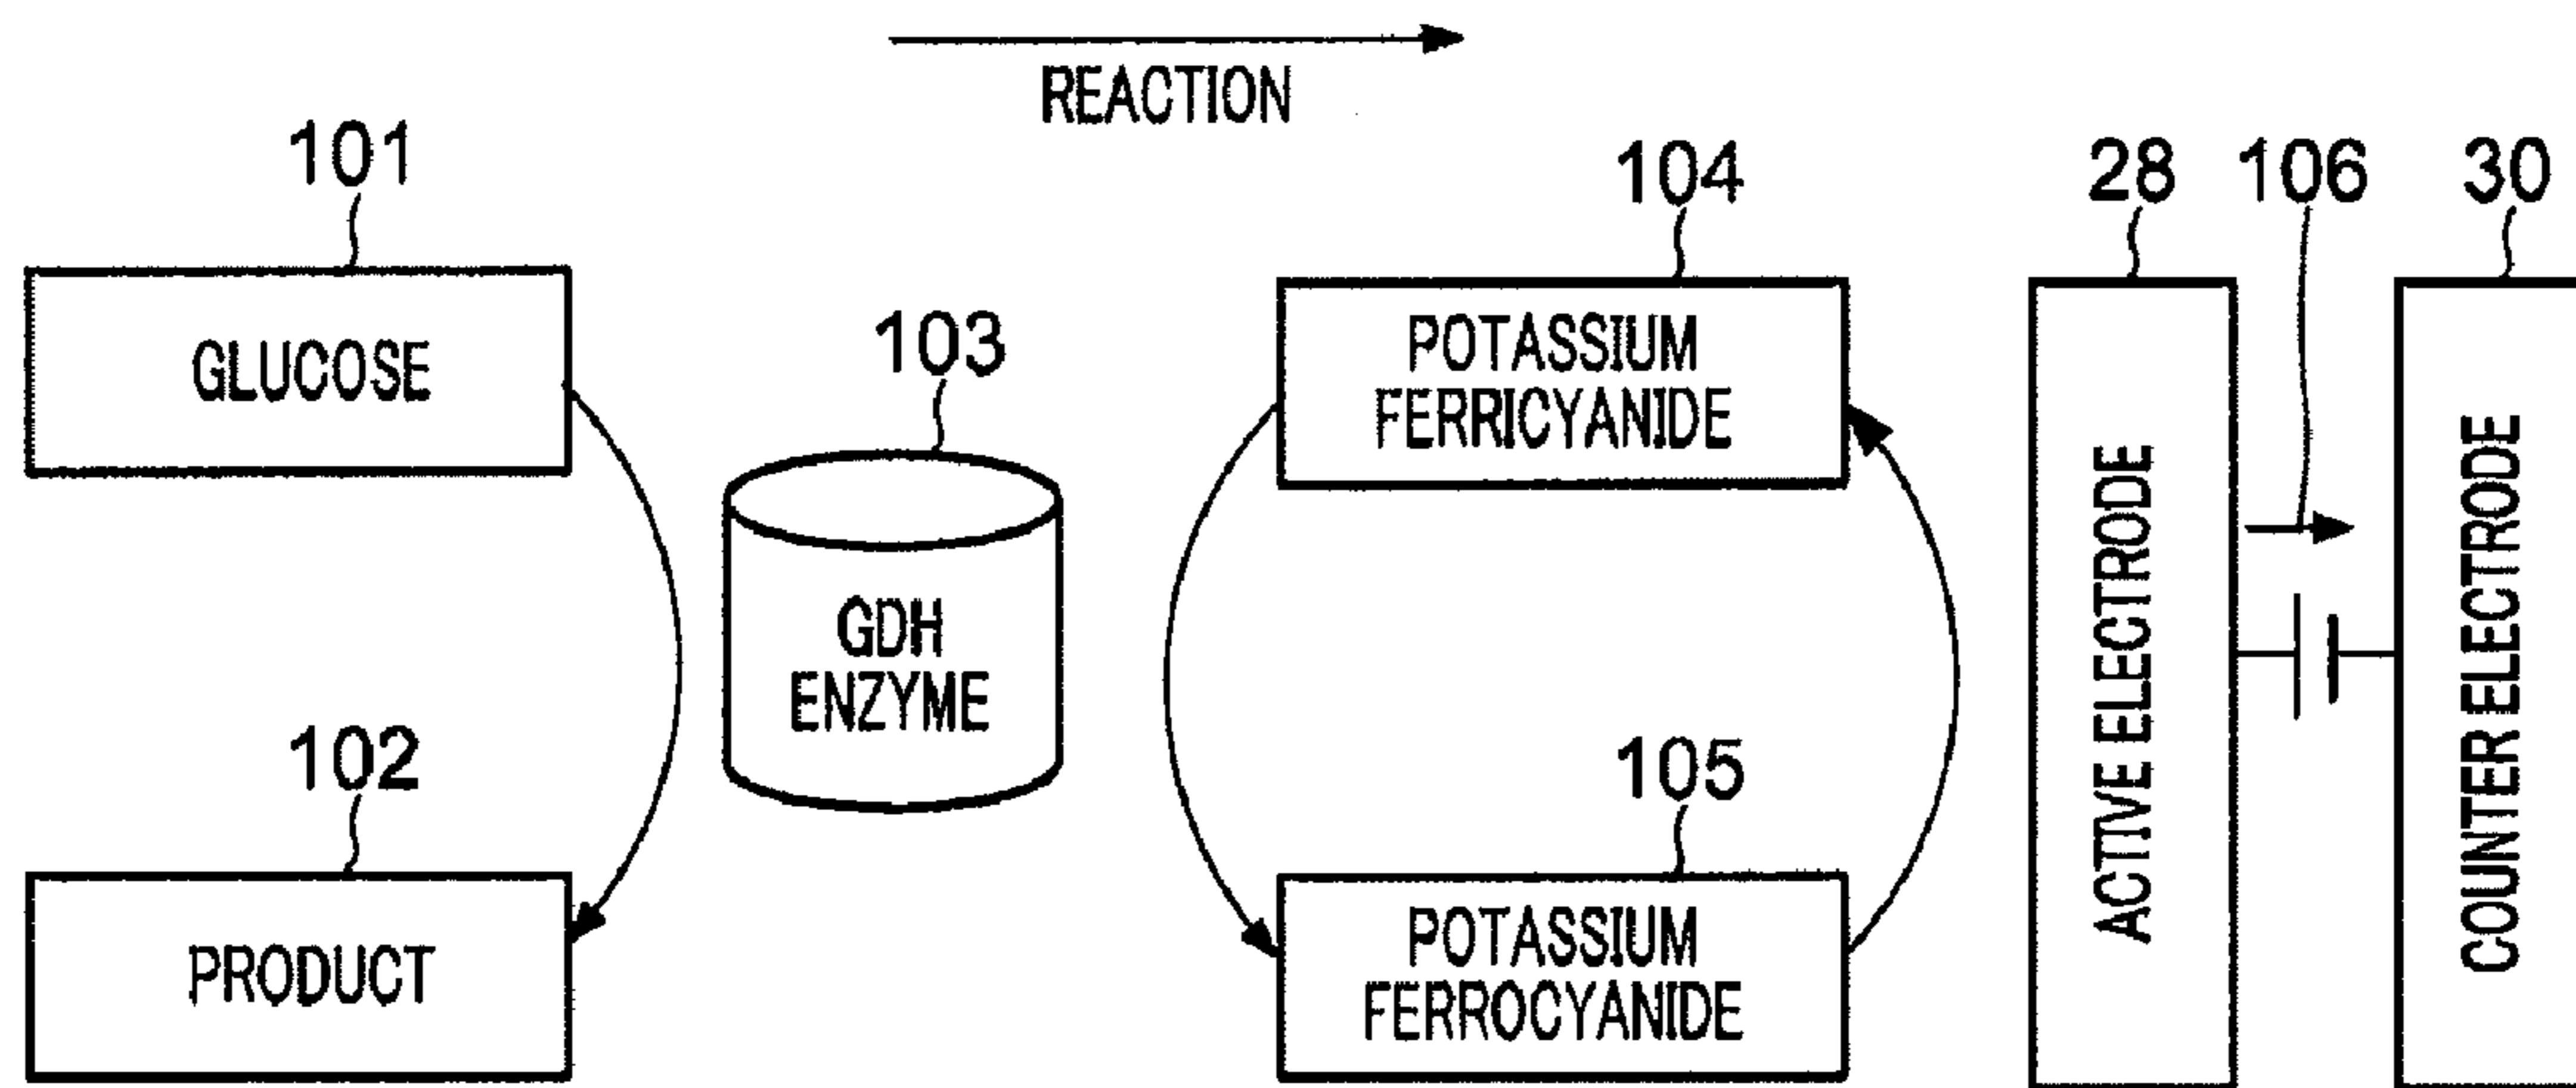 REACTION
101
104
28
106
30
GLUCOSE
103
POTASSIUM
FERRICYANIDE
GDH
ENZYME
ACTIVE ELECTRODE
COUNTER ELECTRODE
102
105
PRODUCT
POTASSIUM
FERROCYANIDE